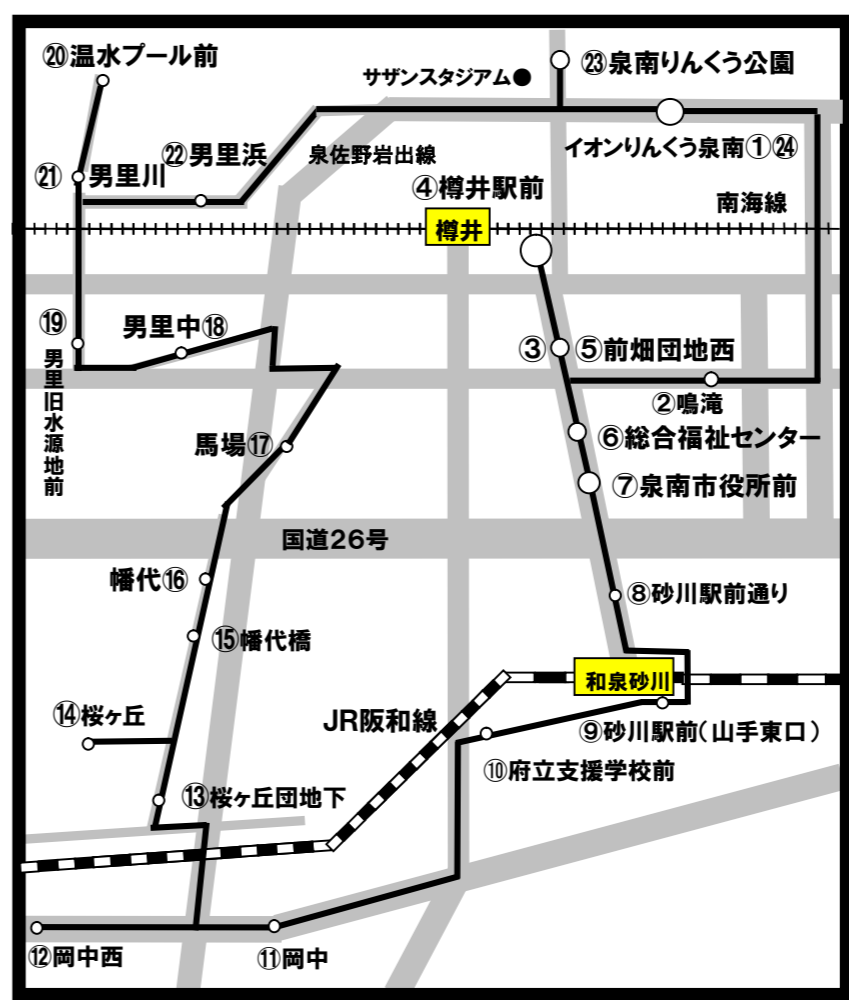 ⑳温水プール前
㉓泉南りんくう公園
サザンスタジアム●
イオンりんくう泉南①㉔
㉒男里浜
泉佐野岩出線
㉑男里川
④樽井駅前
南海線
樽井
⑲
男里旧水源地前
男里中⑱
③
⑤前畑団地西
②鳴滝
⑥総合福祉センター
馬場⑰
⑦泉南市役所前
国道26号
幡代⑯
⑧砂川駅前通り
⑮幡代橋
和泉砂川
⑭桜ヶ丘
JR阪和線
⑨砂川駅前(山手東口)
⑩府立支援学校前
⑬桜ヶ丘団地下
⑫岡中西
⑪岡中